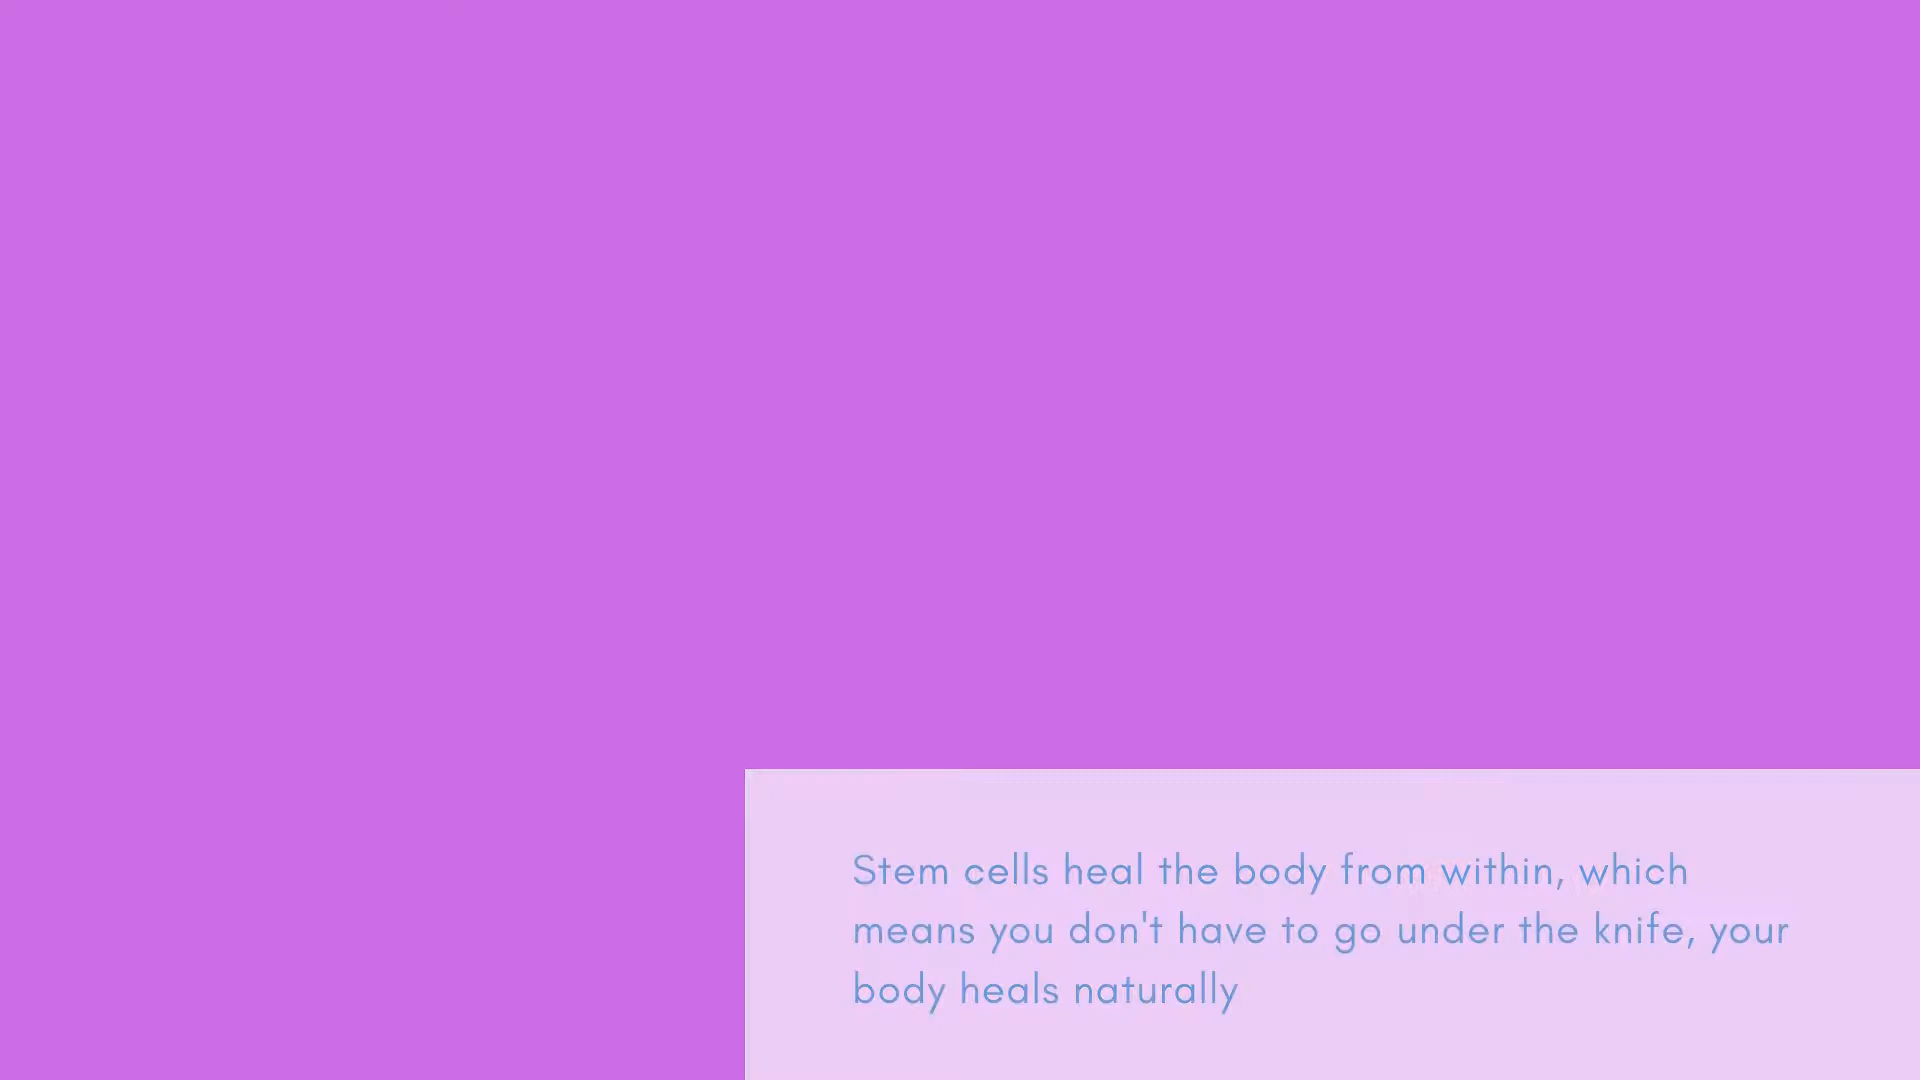 Stem cells heal the body from within, which
means you don't have to go under the knife, your
body heals naturally